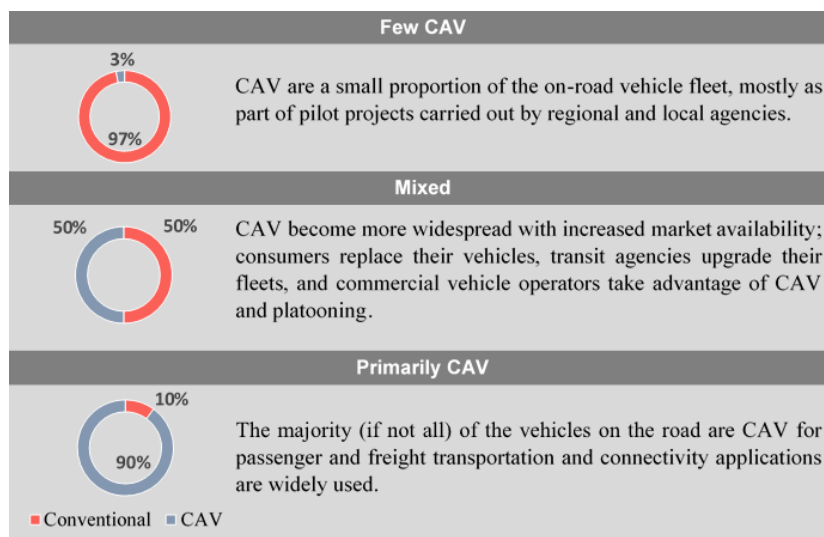 Few CAV
3%
97%
CAV are a small proportion of the on-road vehicle fleet, mostly as
part of pilot projects carried out by regional and local agencies.
Mixed
50%
50%
CAV become more widespread with increased market availability;
consumers replace their vehicles, transit agencies upgrade their
fleets, and commercial vehicle operators take advantage of CAV
and platooning.
Primarily CAV
10%
90%
The majority (if not all) of the vehicles on the road are CAV for
passenger and freight transportation and connectivity applications
are widely used.
Conventional CAV